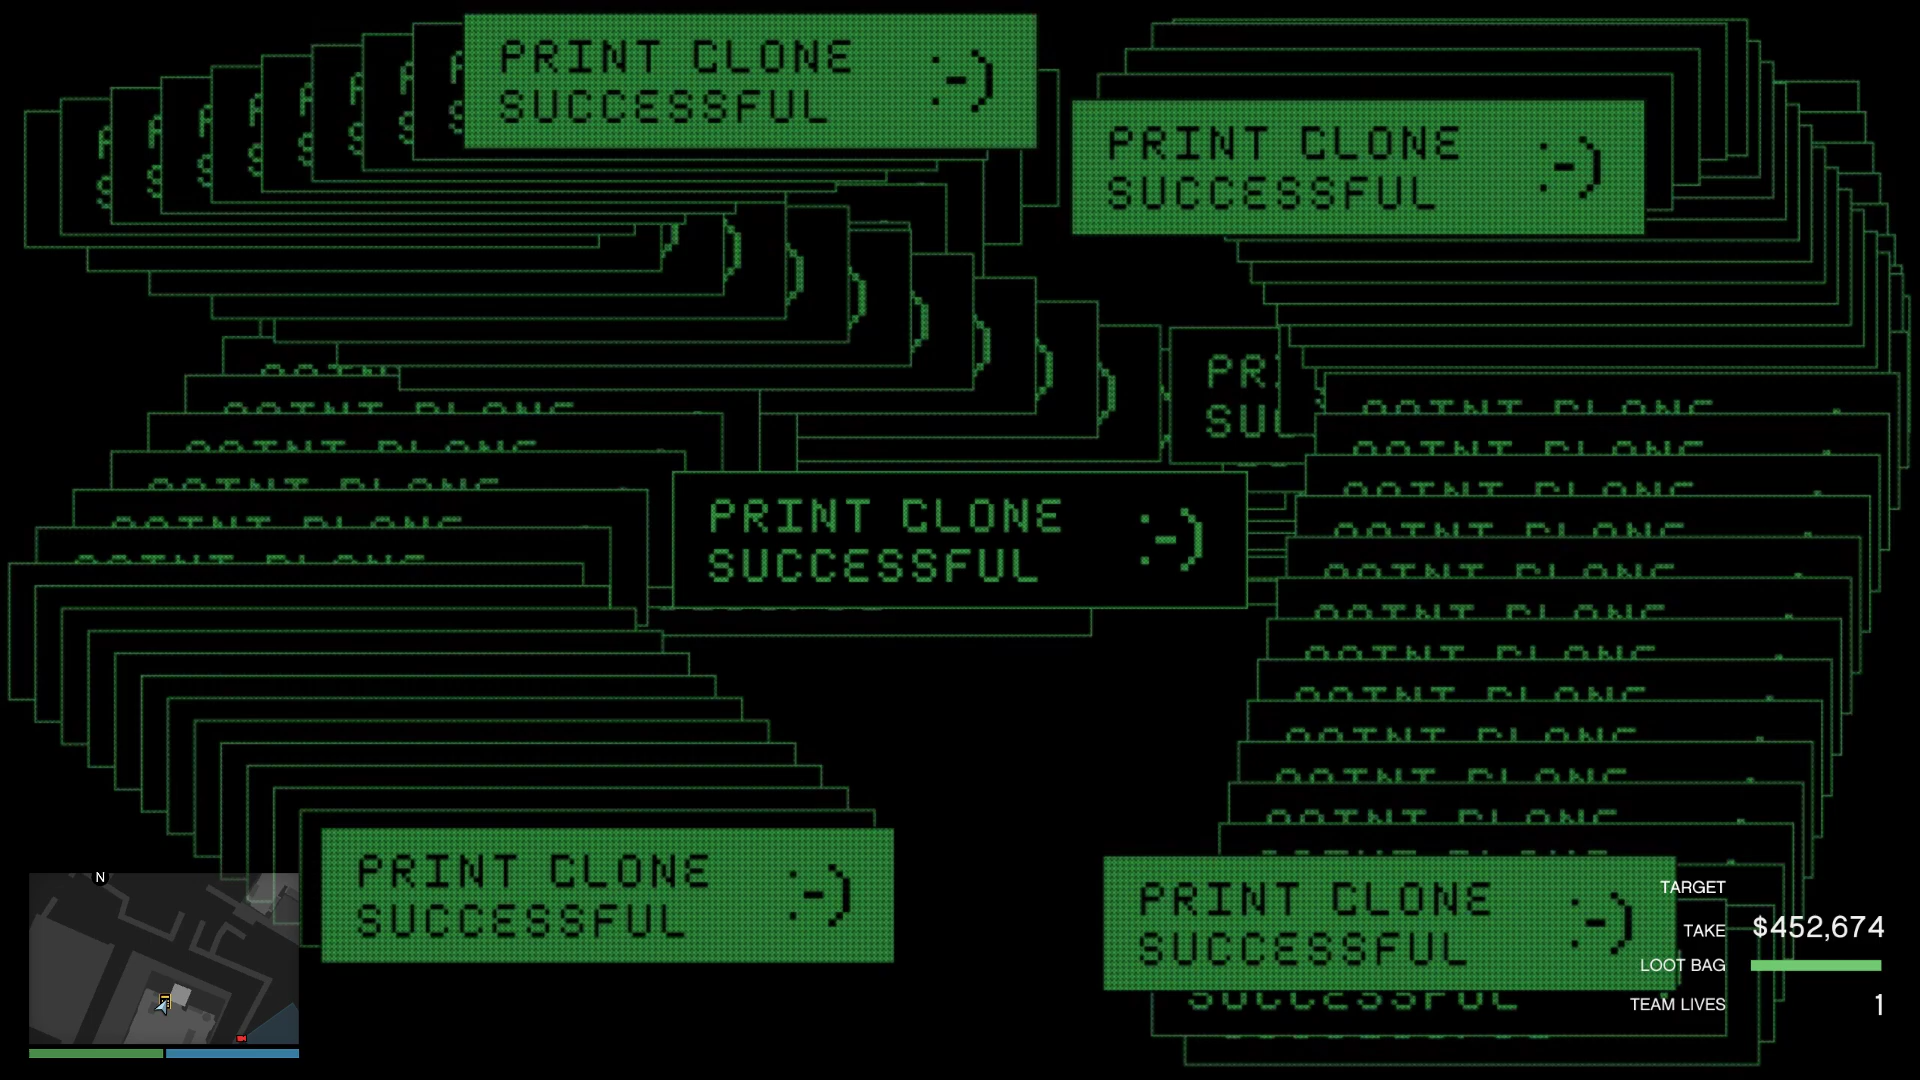 PRINT CLONE
SUCCESSFUL :-)
PRINT CLONE
SUCCESSFUL :-)
PRINT CLONE
SUCCESSFUL :-)
PRINT CLONE
SUCCESSFUL :-)
PRINT CLONE
SUCCESSFUL :-)
SUCCESSFUL
N
TARGET
TAKE $452,674
LOOT BAG
TEAM LIVES 1